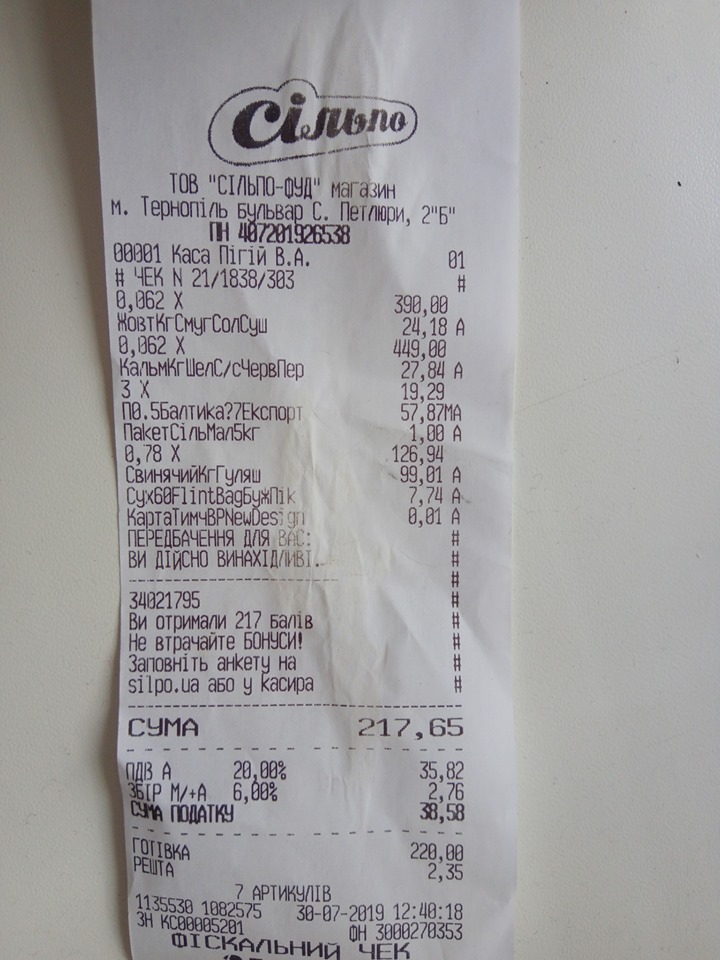 Сільпо
ТОВ "СІЛЬПО-ФУД" магазин
м. Тернопіль бульвар С. Петлюри, 2"Б"
ПН 407201926538
00001 Каса Пігій В.А. 01
# ЧЕК N 21/1838/303 #
0,062 X 390,00
ЖовтКгСмугСолСуш 24,18 А
0,062 X 449,00
КальмКгШелС/сЧервПер 27,84 А
3 X 19,29
П0.5Балтика?7Експорт 57,87МА
ПакетСільМал5кг 1,00 А
0,78 X 126,94
СвинячийКгГуляш 99,01 А
Сух60FlintBagБужПік 7,74 А
КартаТимчВРNewDesign 0,01 А
ПЕРЕДБАЧЕННЯ ДЛЯ ВАС: #
ВИ ДІЙСНО ВИНАХІДЛИВІ. #
#
34021795 #
Ви отримали 217 балів #
Не втрачайте БОНУСИ! #
Заповніть анкету на #
silpo.ua або у касира #
СУМА 217,65
ПДВ А 20,00% 35,82
ЗБІР М/+А 6,00% 2,76
СУМА ПОДАТКУ 38,58
ГОТІВКА 220,00
РЕШТА 2,35
7 АРТИКУЛІВ
1135530 1082575 30-07-2019 12:40:18
ЗН КС00005201 ФН 3000270353
ФІСКАЛЬНИЙ ЧЕК